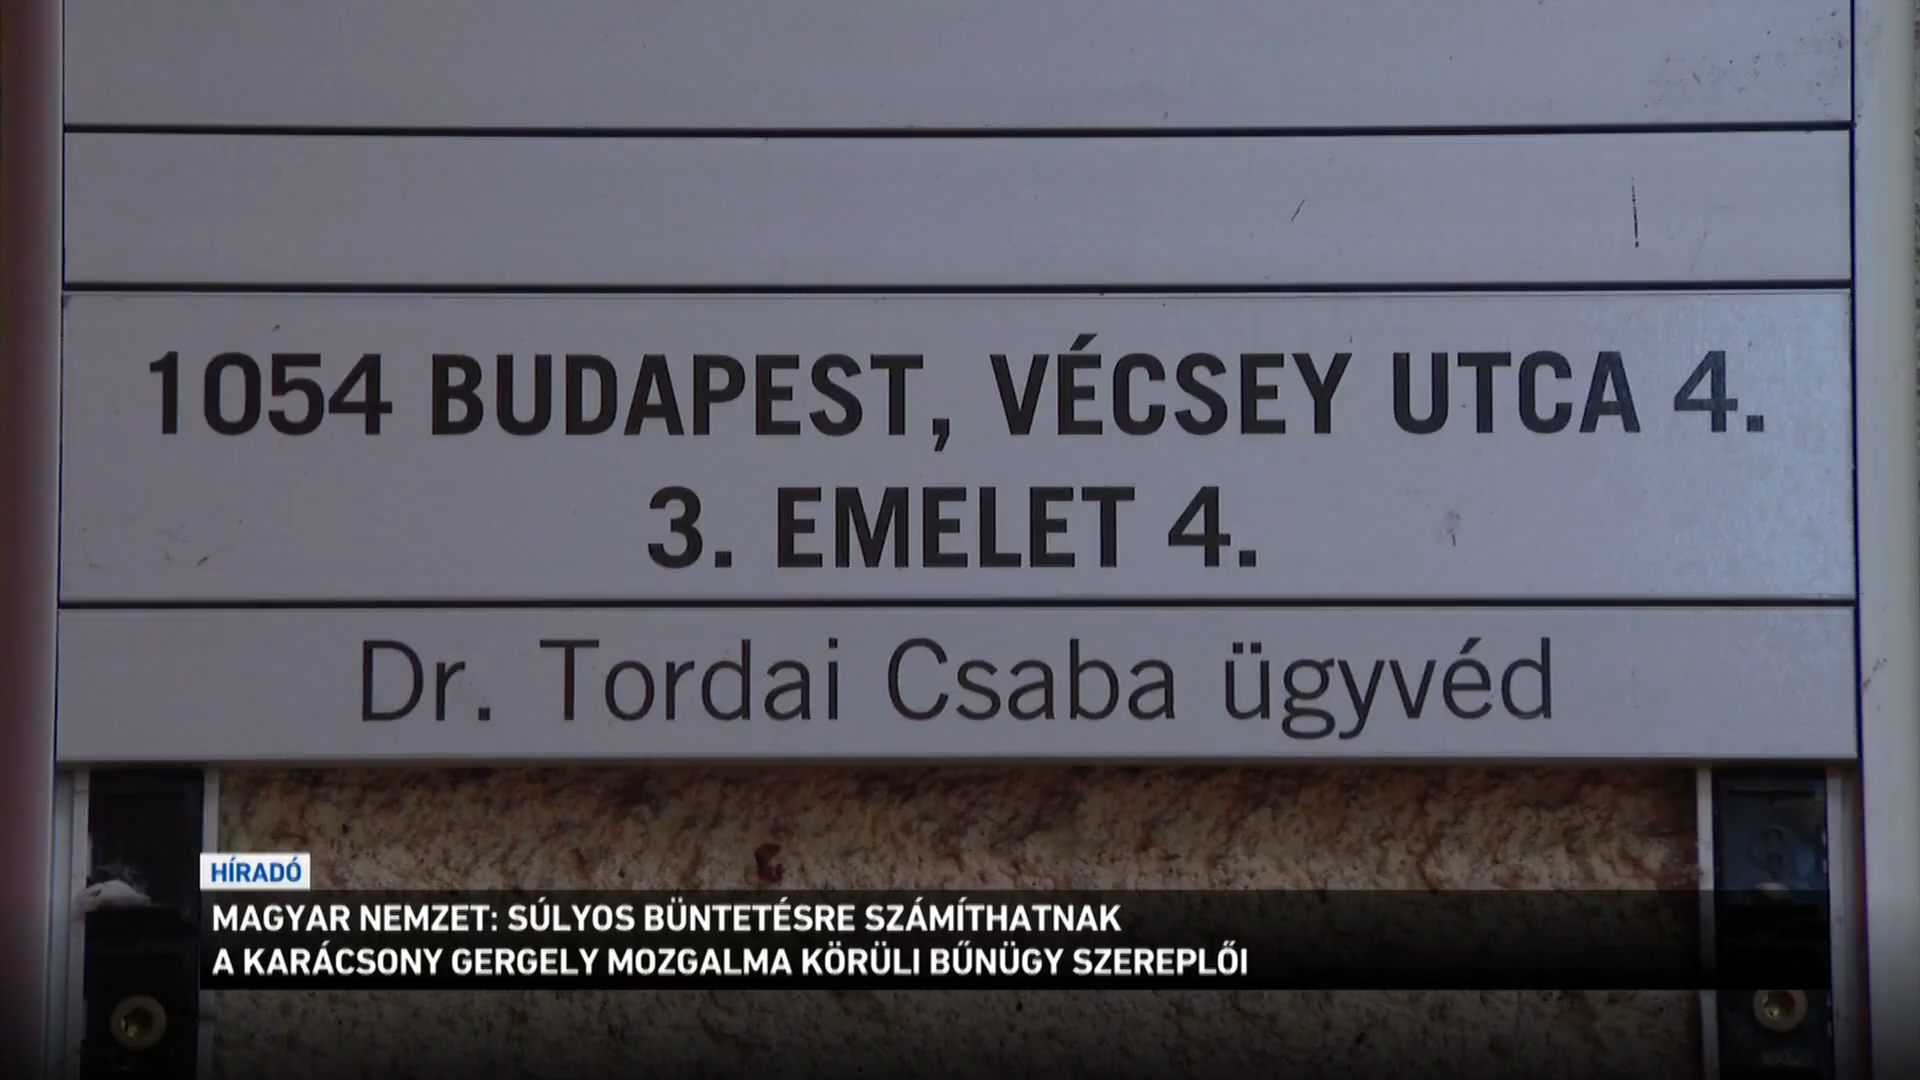 1054 BUDAPEST, VÉCSEY UTCA 4.
3. EMELET 4.
Dr. Tordai Csaba ügyvéd
HÍRADÓ
MAGYAR NEMZET: SÚLYOS BÜNTETÉSRE SZÁMÍTHATNAK
A KARÁCSONY GERGELY MOZGALMA KÖRÜLI BŰNÜGY SZEREPLŐI